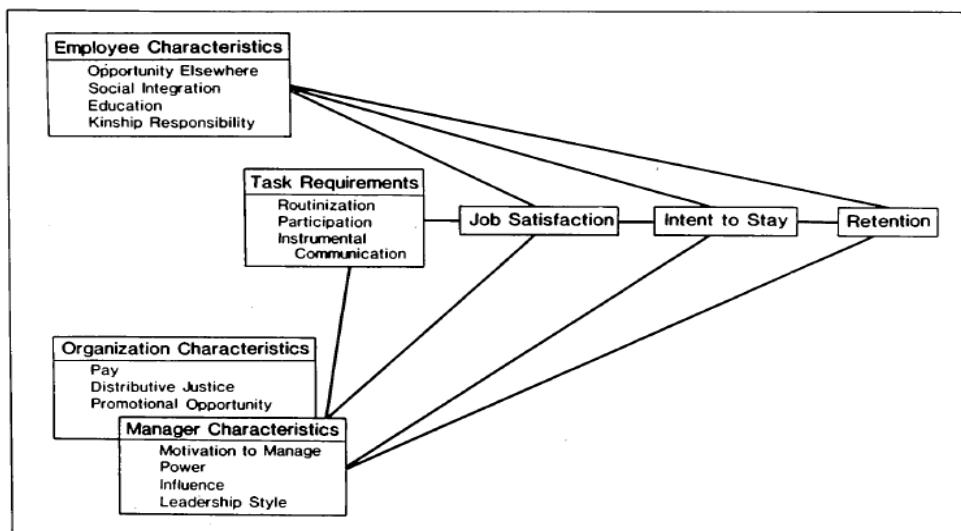 Employee Characteristics
Opportunity Elsewhere
Social Integration
Education
Kinship Responsibility
Task Requirements
Routinization
Participation
Instrumental
Communication
Job Satisfaction
Intent to Stay
Retention
Organization Characteristics
Pay
Distributive Justice
Promotional Opportunity
Manager Characteristics
Motivation to Manage
Power
Influence
Leadership Style